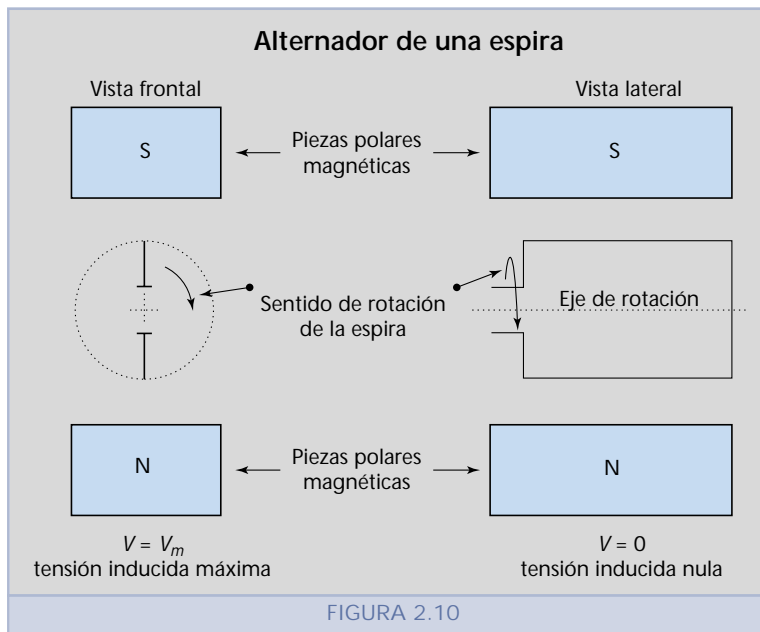 Alternador de una espira
Vista frontal
Vista lateral
S
Piezas polares
magnéticas
S
Sentido de rotación
de la espira
Eje de rotación
N
Piezas polares
magnéticas
N
V = Vm
tensión inducida máxima
V = 0
tensión inducida nula
FIGURA 2.10